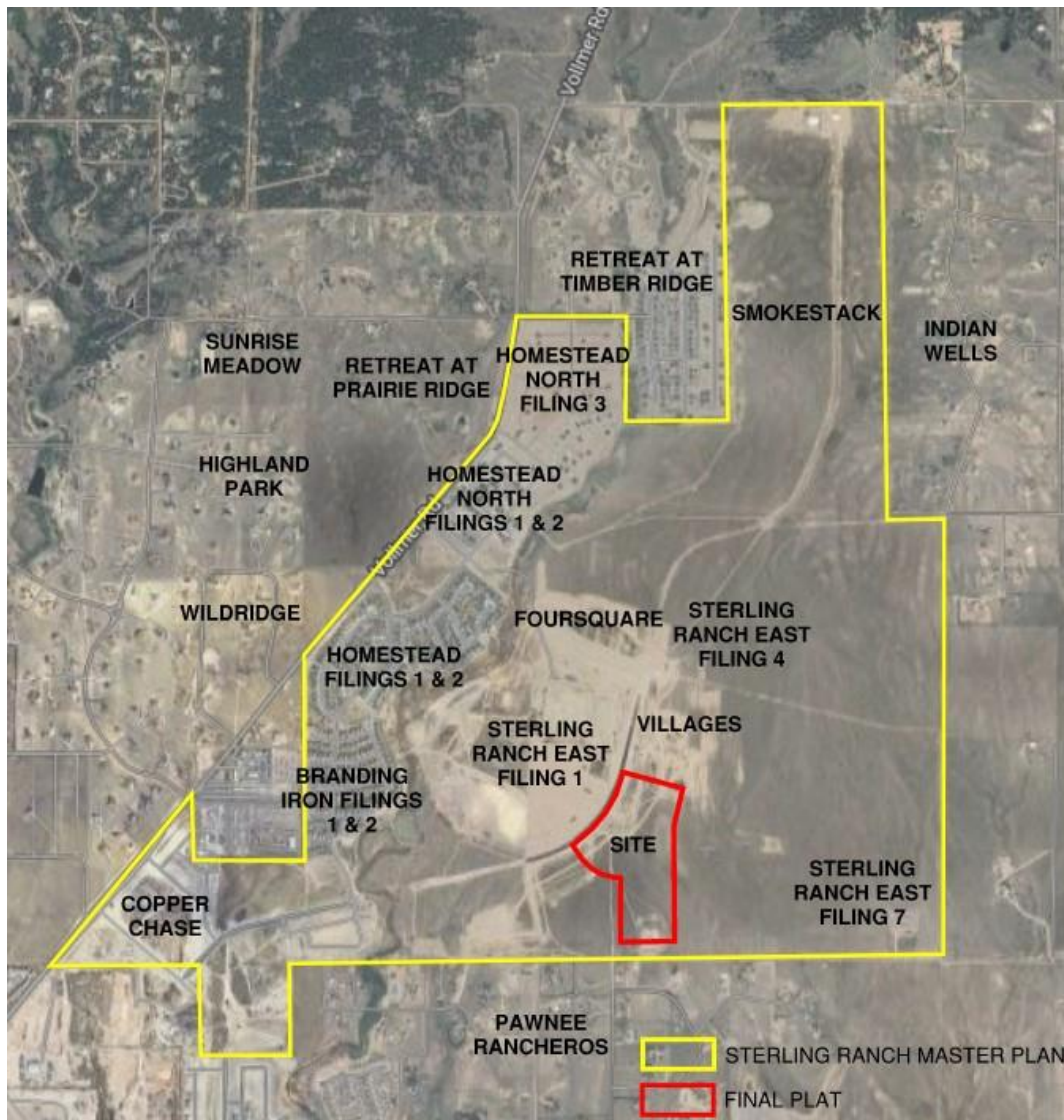 Vollmer Rd
RETREAT AT
TIMBER RIDGE
SMOKESTACK
SUNRISE
MEADOW
RETREAT AT
PRAIRIE RIDGE
HOMESTEAD
NORTH
FILING 3
INDIAN
WELLS
HIGHLAND
PARK
HOMESTEAD
NORTH
FILINGS 1 & 2
Vollmer Rd
WILDRIDGE
FOURSQUARE
STERLING
RANCH EAST
FILING 4
HOMESTEAD
FILINGS 1 & 2
VILLAGES
STERLING
RANCH EAST
FILING 1
BRANDING
IRON FILINGS
1 & 2
SITE
STERLING
RANCH EAST
FILING 7
COPPER
CHASE
PAWNEE
RANCHEROS
STERLING RANCH MASTER PLAN
FINAL PLAT